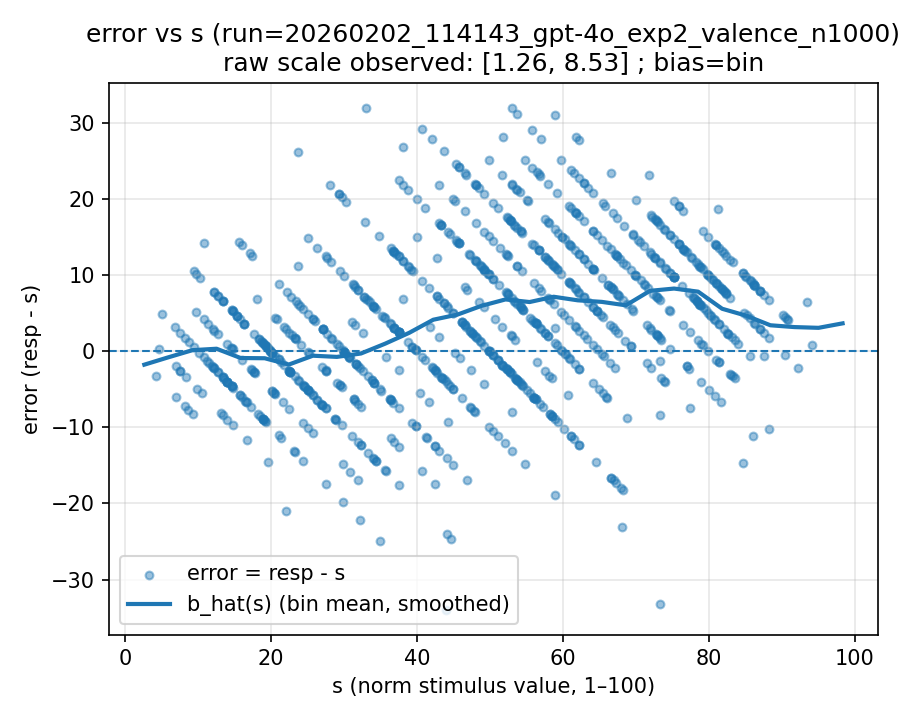 error vs s (run=20260202_114143_gpt-4o_exp2_valence_n1000)
raw scale observed: [1.26, 8.53] ; bias=bin
error (resp - s)
30
20
10
0
−10
−20
−30
error = resp - s
b_hat(s) (bin mean, smoothed)
0
20
40
60
80
100
s (norm stimulus value, 1–100)